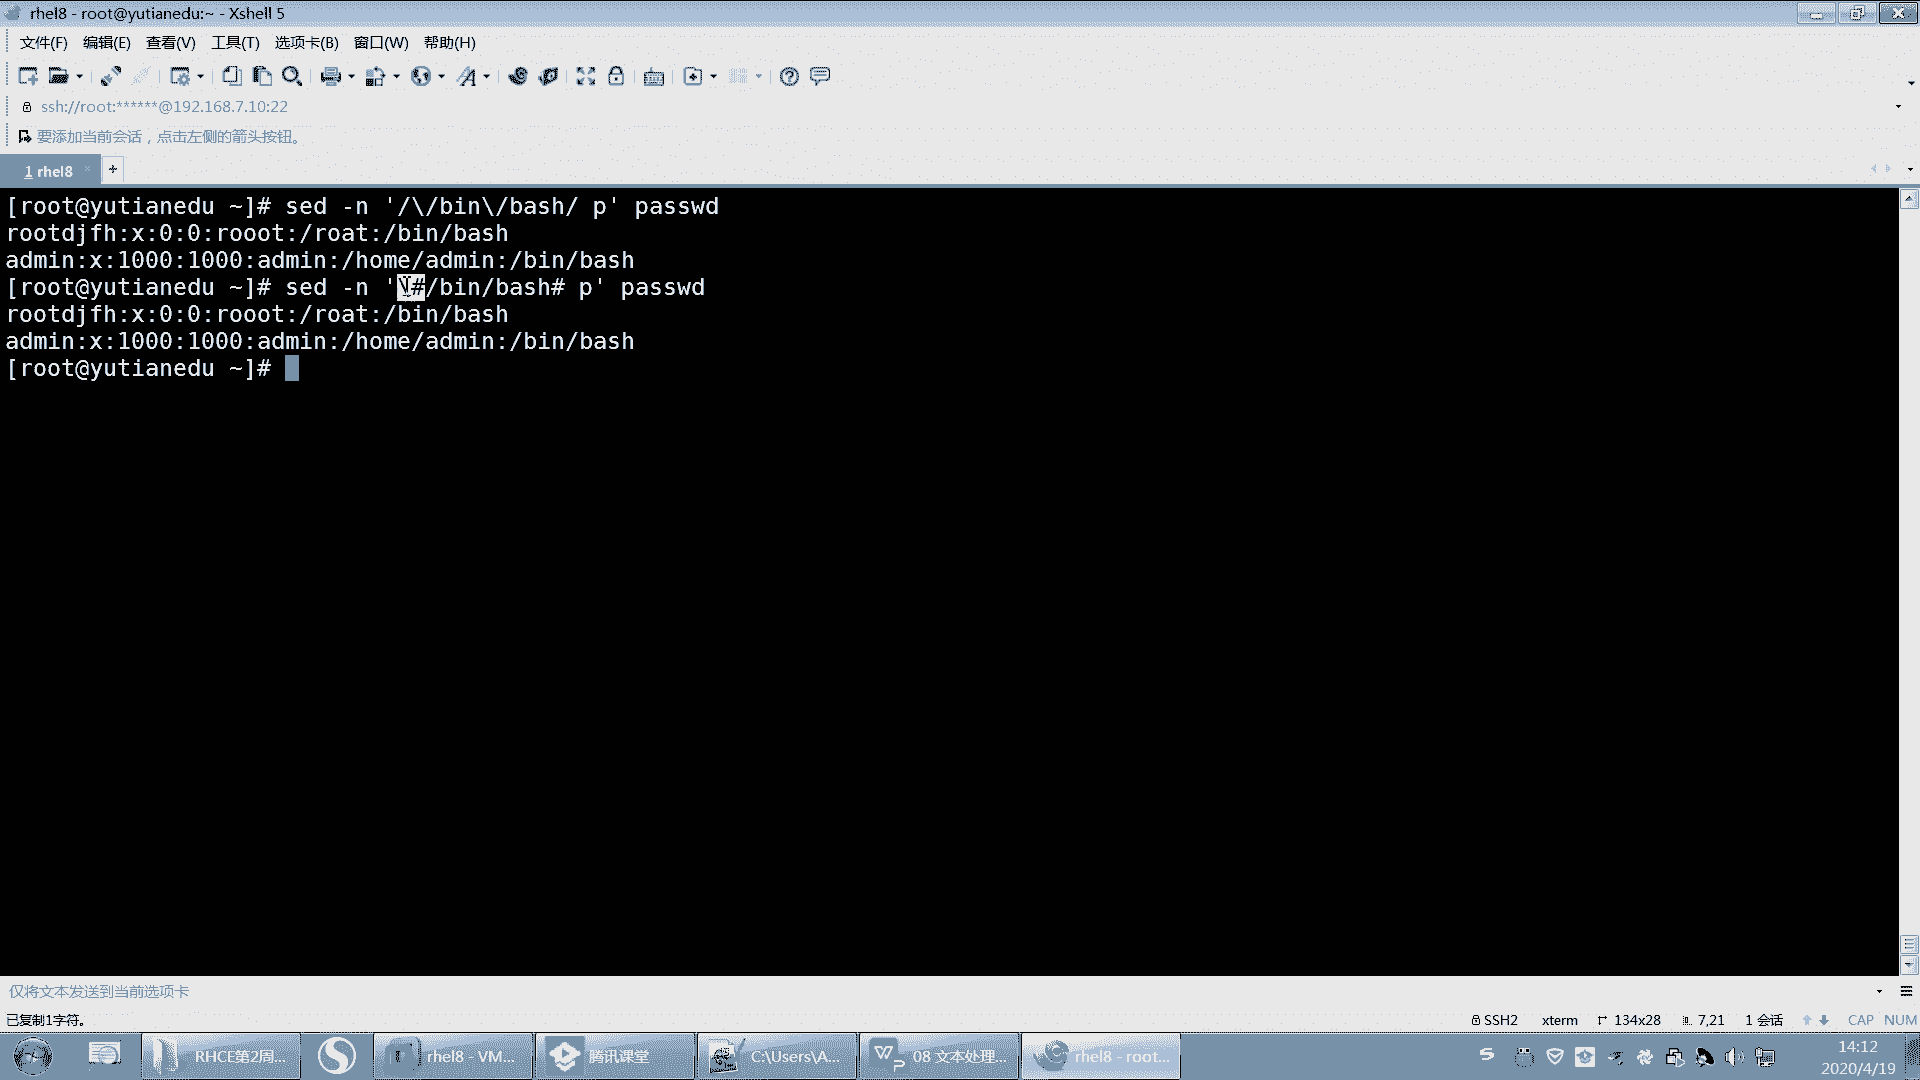 rhel8 - root@yutianedu:~ - Xshell 5
文件(F) 编辑(E) 查看(V) 工具(T) 选项卡(B) 窗口(W) 帮助(H)
ssh://root:******@192.168.7.10:22
要添加当前会话，点击左侧的箭头按钮。
1 rhel8
[root@yutianedu ~]# sed -n '/\/bin\/bash/ p' passwd
rootdjfh:x:0:0:rooot:/roat:/bin/bash
admin:x:1000:1000:admin:/home/admin:/bin/bash
[root@yutianedu ~]# sed -n '\#/bin/bash# p' passwd
rootdjfh:x:0:0:rooot:/roat:/bin/bash
admin:x:1000:1000:admin:/home/admin:/bin/bash
[root@yutianedu ~]#
仅将文本发送到当前选项卡
已复制1字符。 SSH2 xterm 134x28 7,21 1 会话 CAP NUM
RHCE第2周... rhel8 - VM... 腾讯课堂 C:\Users\A... 08 文本处理... rhel8 - root... 14:12
2020/4/19